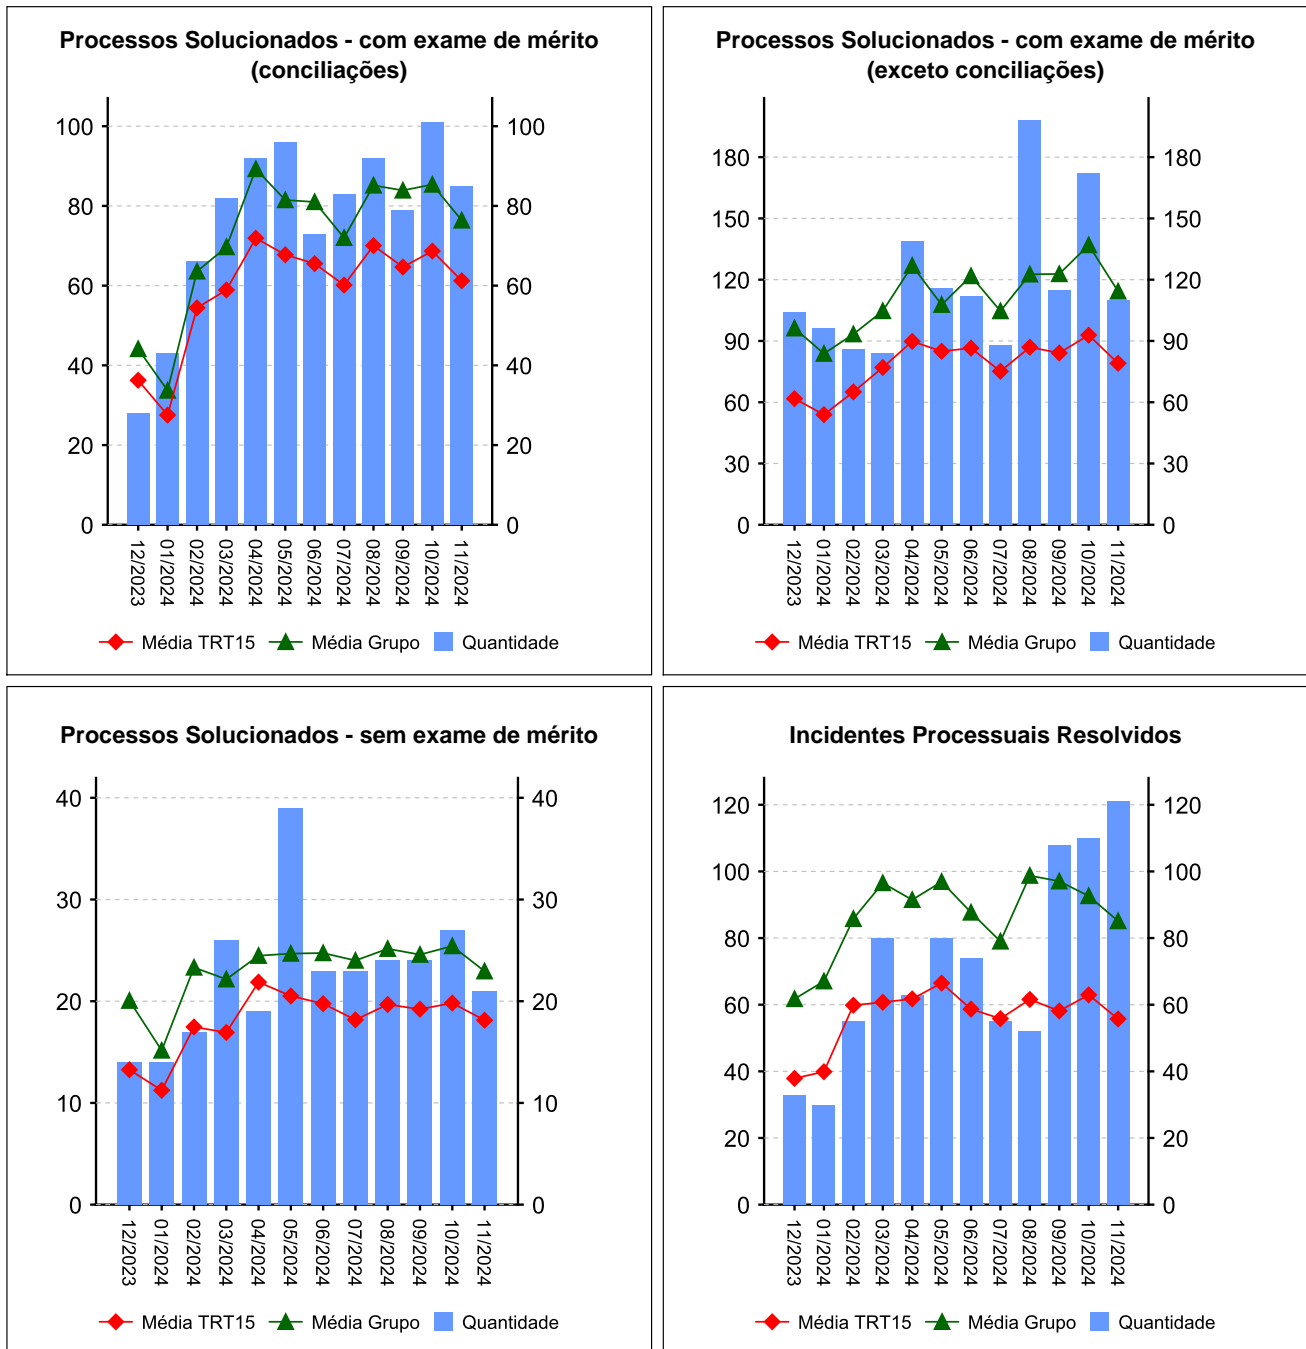 Processos Solucionados - com exame de mérito
(conciliações)
100 100
80 80
60 60
40 40
20 20
0 0
12/2023 01/2024 02/2024 03/2024 04/2024 05/2024 06/2024 07/2024 08/2024 09/2024 10/2024 11/2024
Média TRT15 Média Grupo Quantidade
Processos Solucionados - com exame de mérito
(exceto conciliações)
180 180
150 150
120 120
90 90
60 60
30 30
0 0
12/2023 01/2024 02/2024 03/2024 04/2024 05/2024 06/2024 07/2024 08/2024 09/2024 10/2024 11/2024
Média TRT15 Média Grupo Quantidade
Processos Solucionados - sem exame de mérito
40 40
30 30
20 20
10 10
0 0
12/2023 01/2024 02/2024 03/2024 04/2024 05/2024 06/2024 07/2024 08/2024 09/2024 10/2024 11/2024
Média TRT15 Média Grupo Quantidade
Incidentes Processuais Resolvidos
120 120
100 100
80 80
60 60
40 40
20 20
0 0
12/2023 01/2024 02/2024 03/2024 04/2024 05/2024 06/2024 07/2024 08/2024 09/2024 10/2024 11/2024
Média TRT15 Média Grupo Quantidade